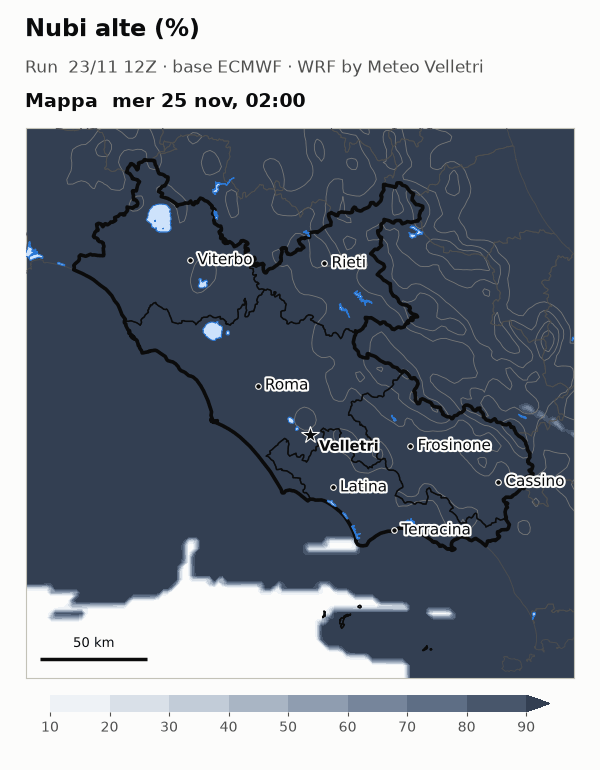 Nubi alte (%)
Run 23/11 12Z · base ECMWF · WRF by Meteo Velletri
Mappa mer 25 nov, 02:00
Viterbo
Rieti
Roma
Velletri
Frosinone
Cassino
Latina
Terracina
50 km
10 20 30 40 50 60 70 80 90